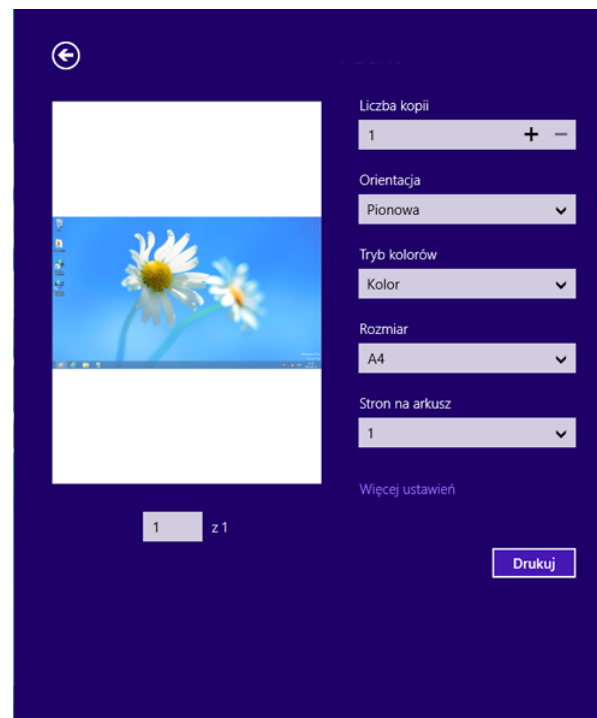 Liczba kopii
1
Orientacja
Pionowa
Tryb kolorów
Kolor
Rozmiar
A4
Stron na arkusz
1
Więcej ustawień
1 z 1
Drukuj